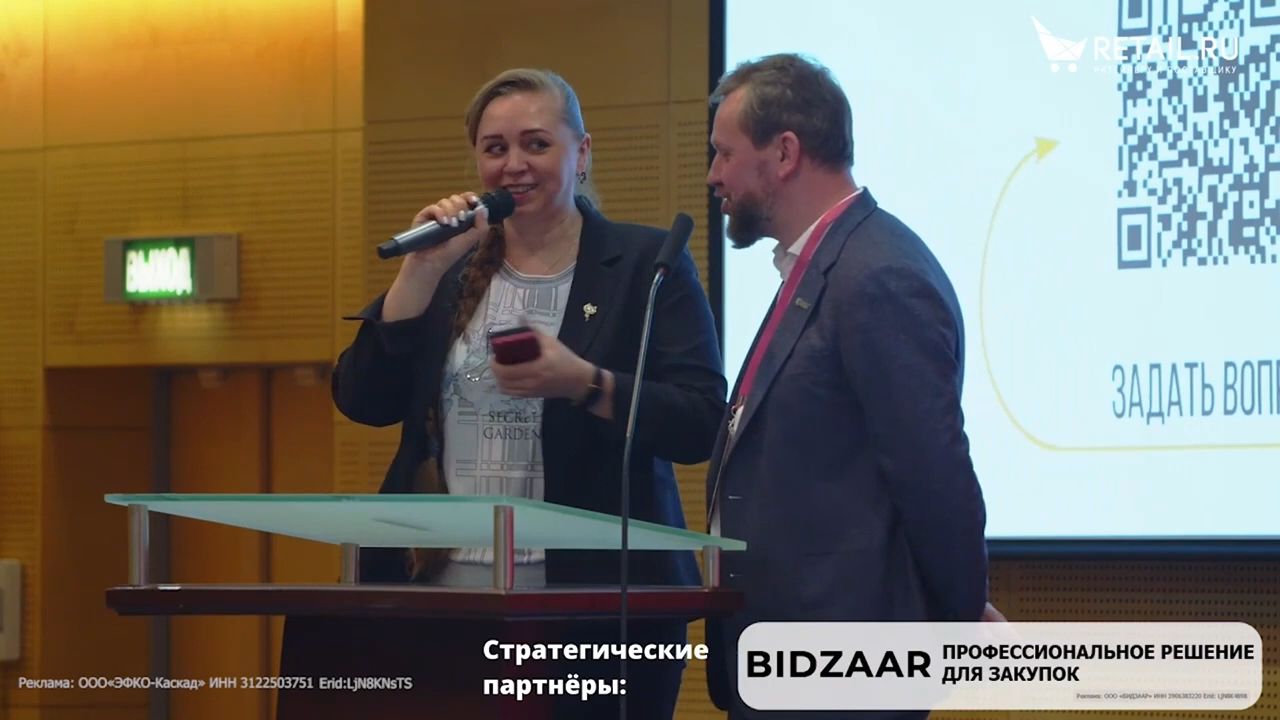 RETAIL.RU
ВЫХОД
SECRET
GARDEN
ЗАДАТЬ ВОП
Стратегические
партнёры:
BIDZAAR
ПРОФЕССИОНАЛЬНОЕ РЕШЕНИЕ
ДЛЯ ЗАКУПОК
Реклама: ООО«ЭФКО-Каскад» ИНН 3122503751 Erid:LjN8KNsTS